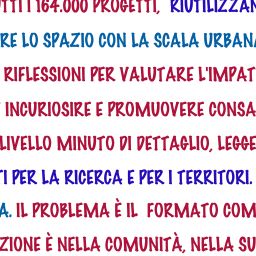 TTI I 164.000 PROGETTI, RIUTILIZZAN
RE LO SPAZIO CON LA SCALA URBANA
RIFLESSIONI PER VALUTARE L'IMPAT
INCURIOSIRE E PROMUOVERE CONSA
LIVELLO MINUTO DI DETTAGLIO, LEGGE
TI PER LA RICERCA E PER I TERRITORI.
A. IL PROBLEMA È IL FORMATO COM
ZIONE È NELLA COMUNITÀ, NELLA SU